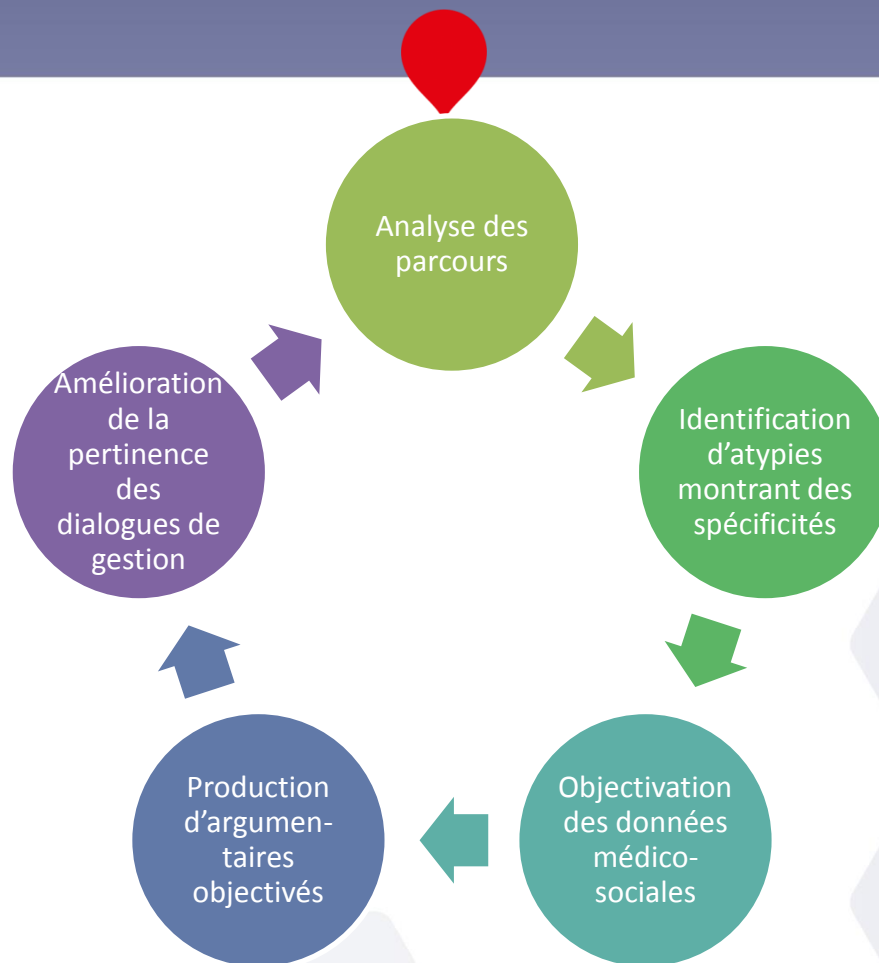 Analyse des
parcours
Identification
d’atypies
montrant des
spécificités
Objectivation
des données
médico-
sociales
Production
d’argumen-
taires
objectivés
Amélioration
de la
pertinence
des
dialogues de
gestion